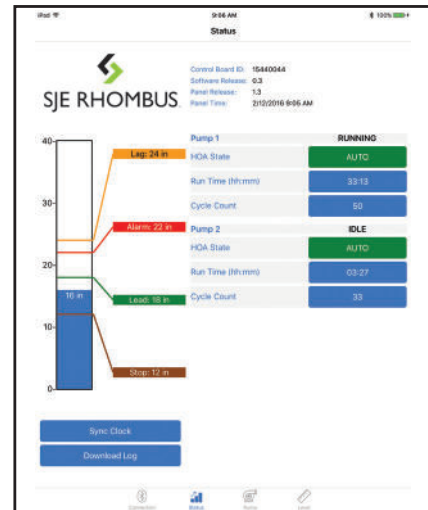 iPad
9:06 AM
100%
Status
SJE RHOMBUS
Control Board ID: 15440044
Software Release: 0.3
Panel Release: 1.3
Panel Time: 2/12/2016 9:06 AM
Pump 1 RUNNING
HOA State AUTO
Run Time (hh:mm) 33:13
Cycle Count 50
Pump 2 IDLE
HOA State AUTO
Run Time (hh:mm) 03:27
Cycle Count 33
40
30
20
10
0
Lag: 24 in
Alarm: 22 in
16 in
Lead: 18 in
Stop: 12 in
Sync Clock
Download Log
Connection
Status
Pump
Level